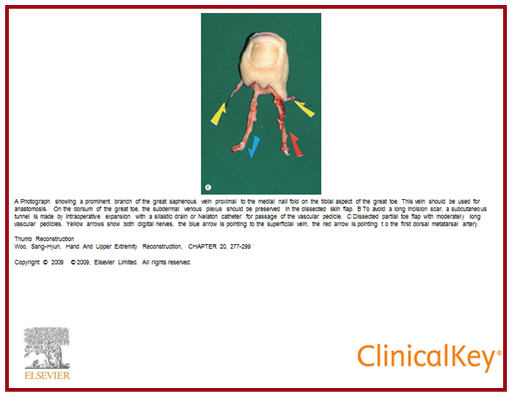 C
A Photograph showing a prominent branch of the great saphenous vein proximal to the medial nail fold on the tibial aspect of the great toe. This vein should be used for
anastomosis. On the dorsum of the great toe, the subdermal venous plexus should be preserved in the dissected skin flap. B To avoid a long incision scar, a subcutaneous
tunnel is made by intraoperative expansion with a silastic drain or Nelaton catheter for passage of the vascular pedicle. C Dissected partial toe flap with moderately long
vascular pedicles. Yellow arrows show both digital nerves, the blue arrow is pointing to the superficial vein, the red arrow is pointing t o the first dorsal metatarsal artery.
Thumb Reconstruction
Woo, Sang-Hyun, Hand And Upper Extremity Reconstruction, CHAPTER 20, 277-299
Copyright © 2009 © 2009, Elsevier Limited. All rights reserved.
ELSEVIER
ClinicalKey®